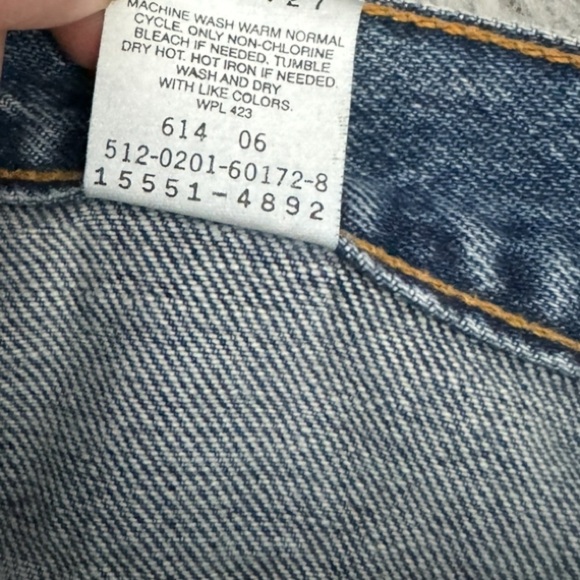 MACHINE WASH WARM NORMAL
CYCLE. ONLY NON-CHLORINE
BLEACH IF NEEDED. TUMBLE
DRY HOT. HOT IRON IF NEEDED.
WASH AND DRY
WITH LIKE COLORS.
WPL 423
614 06
512-0201-60172-8
15551-4892